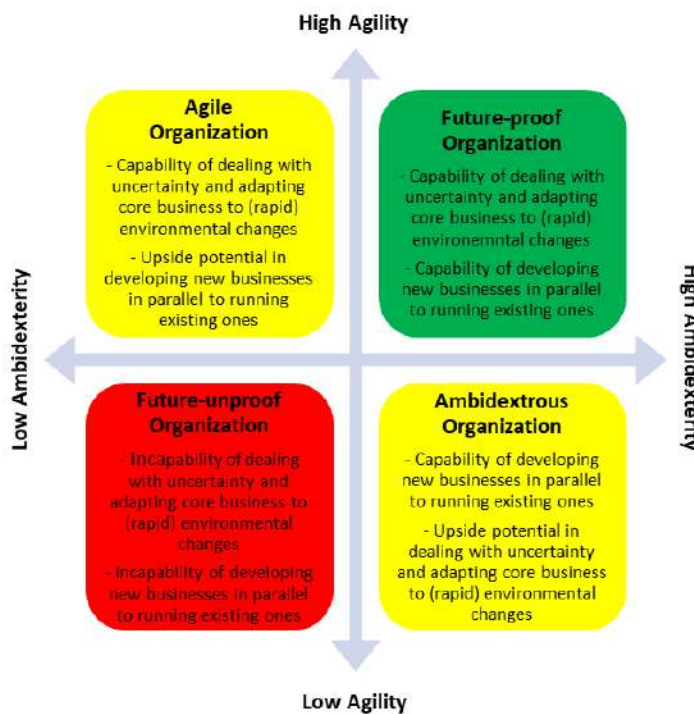 High Agility
Agile
Organization
- Capability of dealing with
uncertainty and adapting
core business to (rapid)
environmental changes
- Upside potential in
developing new businesses
in parallel to running
existing ones
Future-proof
Organization
- Capability of dealing with
uncertainty and adapting
core business to (rapid)
environemntal changes
- Capability of developing
new businesses in parallel
to running existing ones
Low Ambidexterity
High Ambidexterity
Future-unproof
Organization
- Incapability of dealing
with uncertainty and
adapting core business to
(rapid) environmental
changes
- Incapability of developing
new businesses in parallel
to running existing ones
Ambidextrous
Organization
- Capability of developing
new businesses in parallel
to running existing ones
- Upside potential in
dealing with uncertainty
and adapting core business
to (rapid) environmental
changes
Low Agility